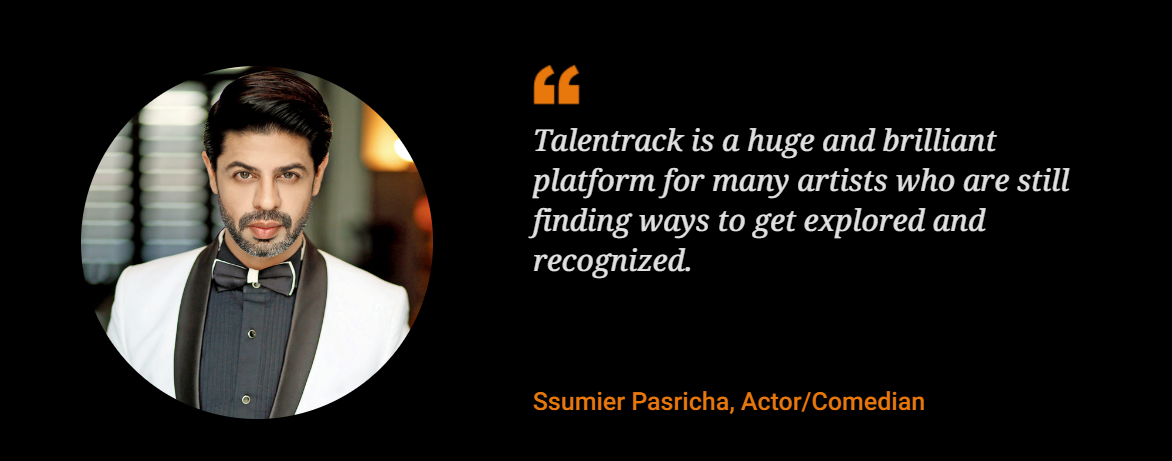 Talentrack is a huge and brilliant
platform for many artists who are still
finding ways to get explored and
recognized.
Ssumier Pasricha, Actor/Comedian